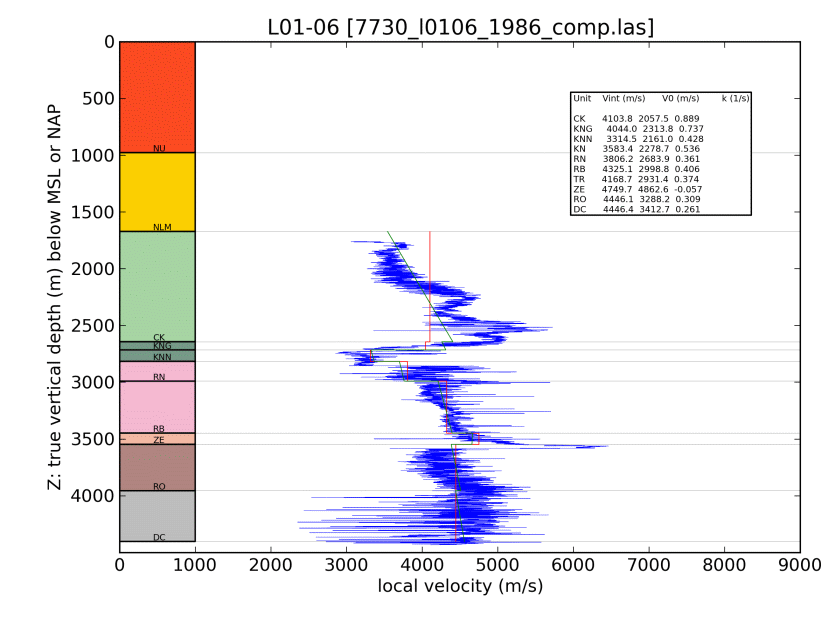 L01-06 [7730_l0106_1986_comp.las]
Z: true vertical depth (m) below MSL or NAP
0
500
1000
1500
2000
2500
3000
3500
4000
NU
NLM
CK
KNG
KNN
RN
RB
ZE
RO
DC
Unit Vint (m/s) V0 (m/s) k (1/s)
CK 4103.8 2057.5 0.889
KNG 4044.0 2313.8 0.737
KNN 3314.5 2161.0 0.428
KN 3583.4 2278.7 0.536
RN 3806.2 2683.9 0.361
RB 4325.1 2998.8 0.406
TR 4168.7 2931.4 0.374
ZE 4749.7 4862.6 -0.057
RO 4446.1 3288.2 0.309
DC 4446.4 3412.7 0.261
0 1000 2000 3000 4000 5000 6000 7000 8000 9000
local velocity (m/s)